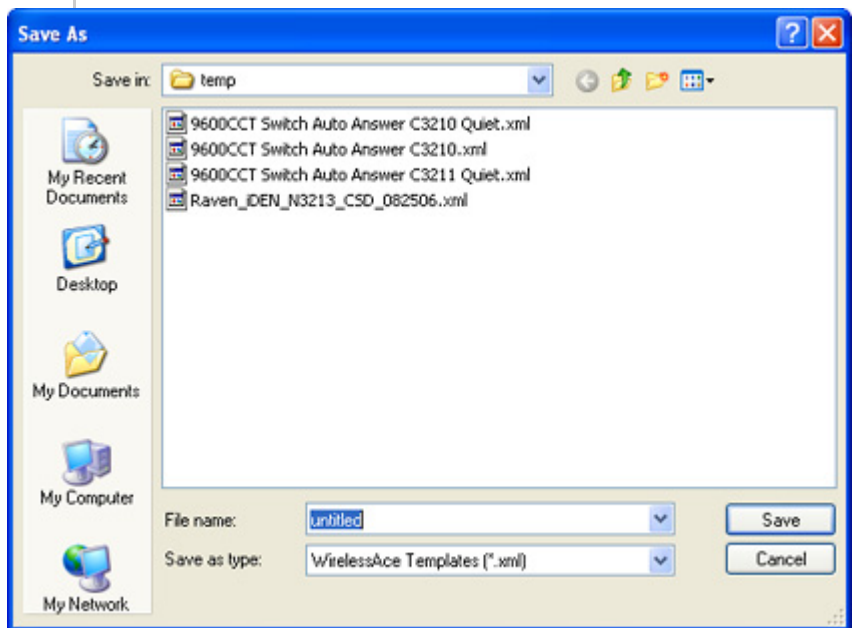 Save As
Save in:
temp
My Recent
Documents
Desktop
My Documents
My Computer
My Network
9600CCT Switch Auto Answer C3210 Quiet.xml
9600CCT Switch Auto Answer C3210.xml
9600CCT Switch Auto Answer C3211 Quiet.xml
Raven_iDEN_N3213_CSD_082506.xml
File name:
untitled
Save
Save as type:
WirelessAce Templates (*.xml)
Cancel